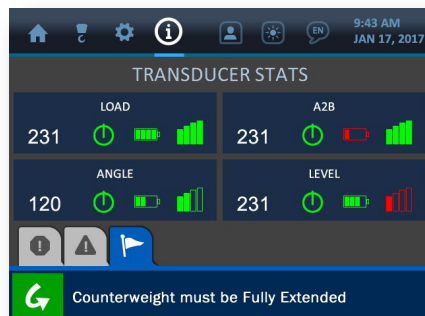 EN
9:43 AM
JAN 17, 2017
TRANSDUCER STATS
LOAD
231
A2B
231
ANGLE
120
LEVEL
231
Counterweight must be Fully Extended